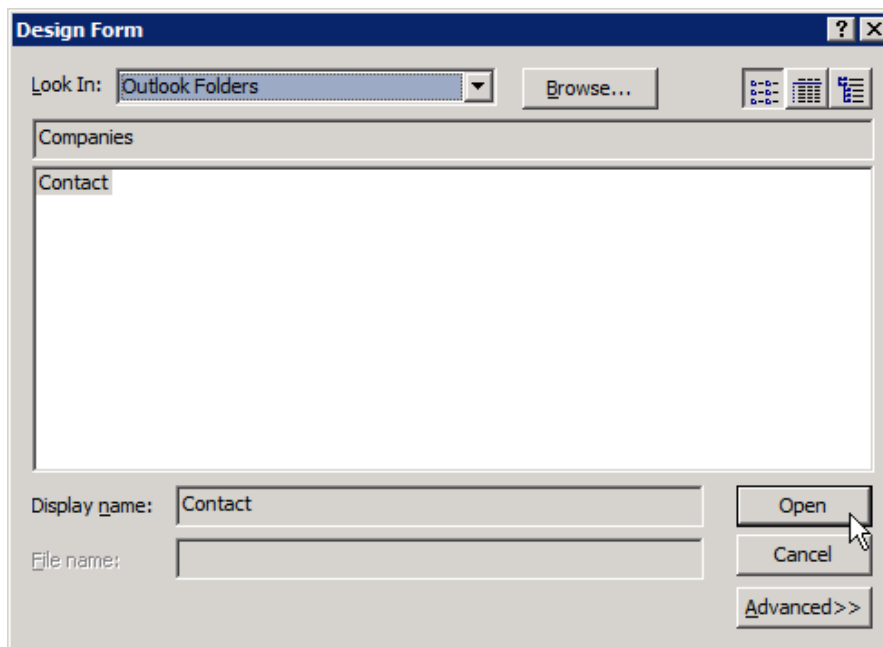 Design Form
Look In: Outlook Folders Browse...
Companies
Contact
Display name: Contact Open
File name: Cancel
Advanced>>